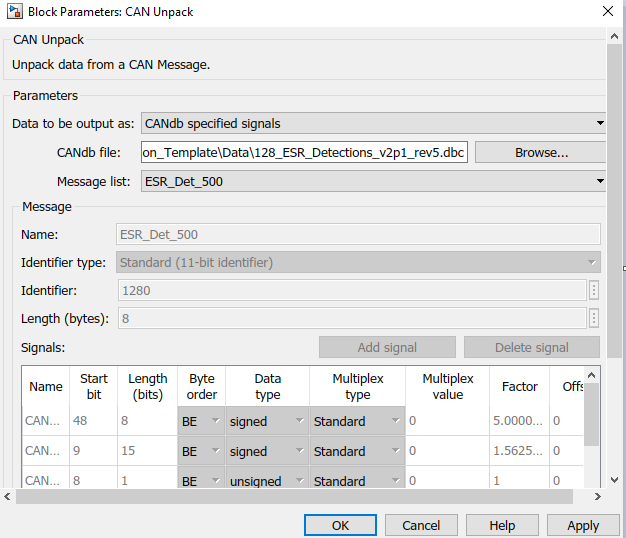 Block Parameters: CAN Unpack
CAN Unpack
Unpack data from a CAN Message.
Parameters
Data to be output as: CANdb specified signals
CANdb file: on_Template\Data\128_ESR_Detections_v2p1_rev5.dbc Browse...
Message list: ESR_Det_500
Message
Name: ESR_Det_500
Identifier type: Standard (11-bit identifier)
Identifier: 1280
Length (bytes): 8
Signals: Add signal Delete signal
Name Start bit Length (bits) Byte order Data type Multiplex type Multiplex value Factor Offs
CAN... 48 8 BE signed Standard 0 5.0000... 0
CAN... 9 15 BE signed Standard 0 1.5625... 0
CAN... 8 1 BE unsigned Standard 0 1 0
OK Cancel Help Apply